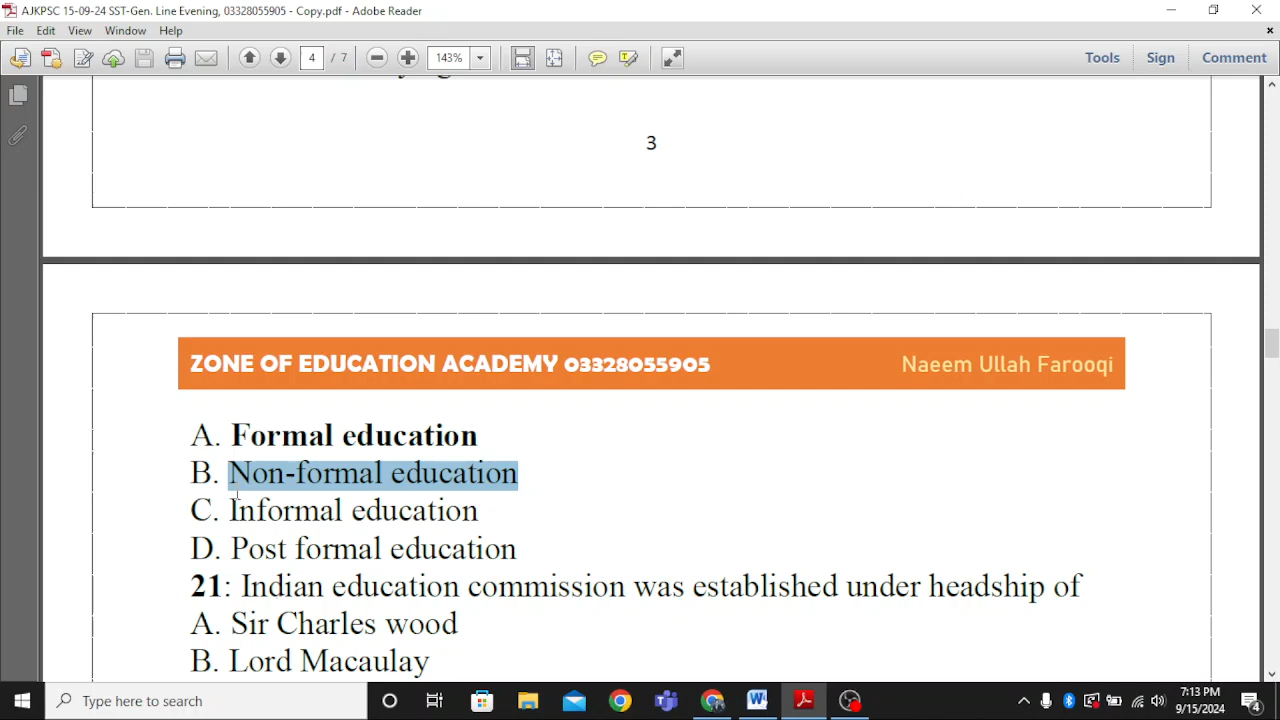 AJKPSC 15-09-24 SST-Gen. Line Evening, 03328055905 - Copy.pdf - Adobe Reader
File Edit View Window Help
4 / 7 143% Tools Sign Comment
3
ZONE OF EDUCATION ACADEMY 03328055905 Naeem Ullah Farooqi
A. Formal education
B. Non-formal education
C. Informal education
D. Post formal education
21: Indian education commission was established under headship of
A. Sir Charles wood
B. Lord Macaulay
Type here to search
7:13 PM
9/15/2024
4